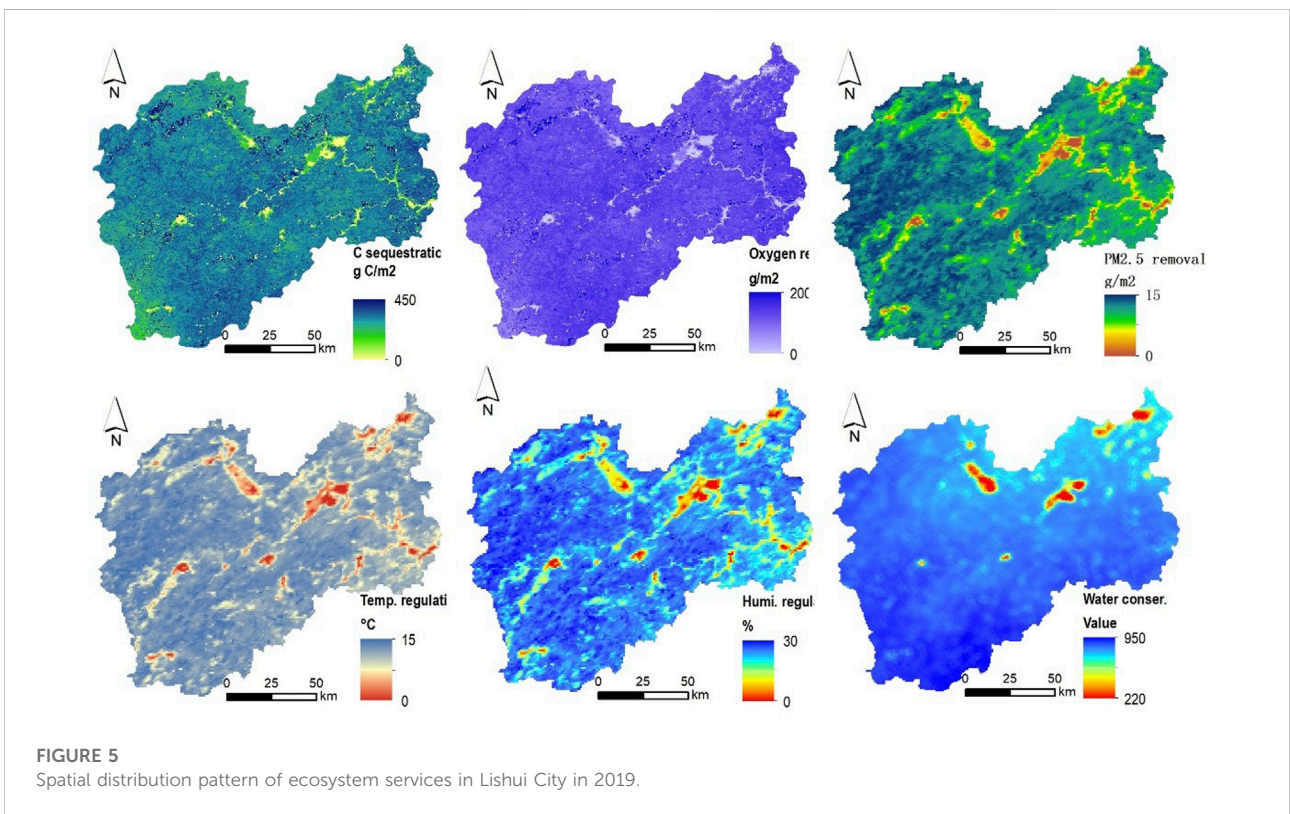 N
N
N
C sequestratic
g C/m2
450
0
0 25 50
km
Oxygen re
g/m2
200
0
0 25 50
km
PM2.5 removal
g/m2
15
0
0 25 50
km
N
N
N
Temp. regulati
°C
15
0
0 25 50
km
Humi. regul
%
30
0
0 25 50
km
Water conser.
Value
950
220
0 25 50
km
FIGURE 5
Spatial distribution pattern of ecosystem services in Lishui City in 2019.